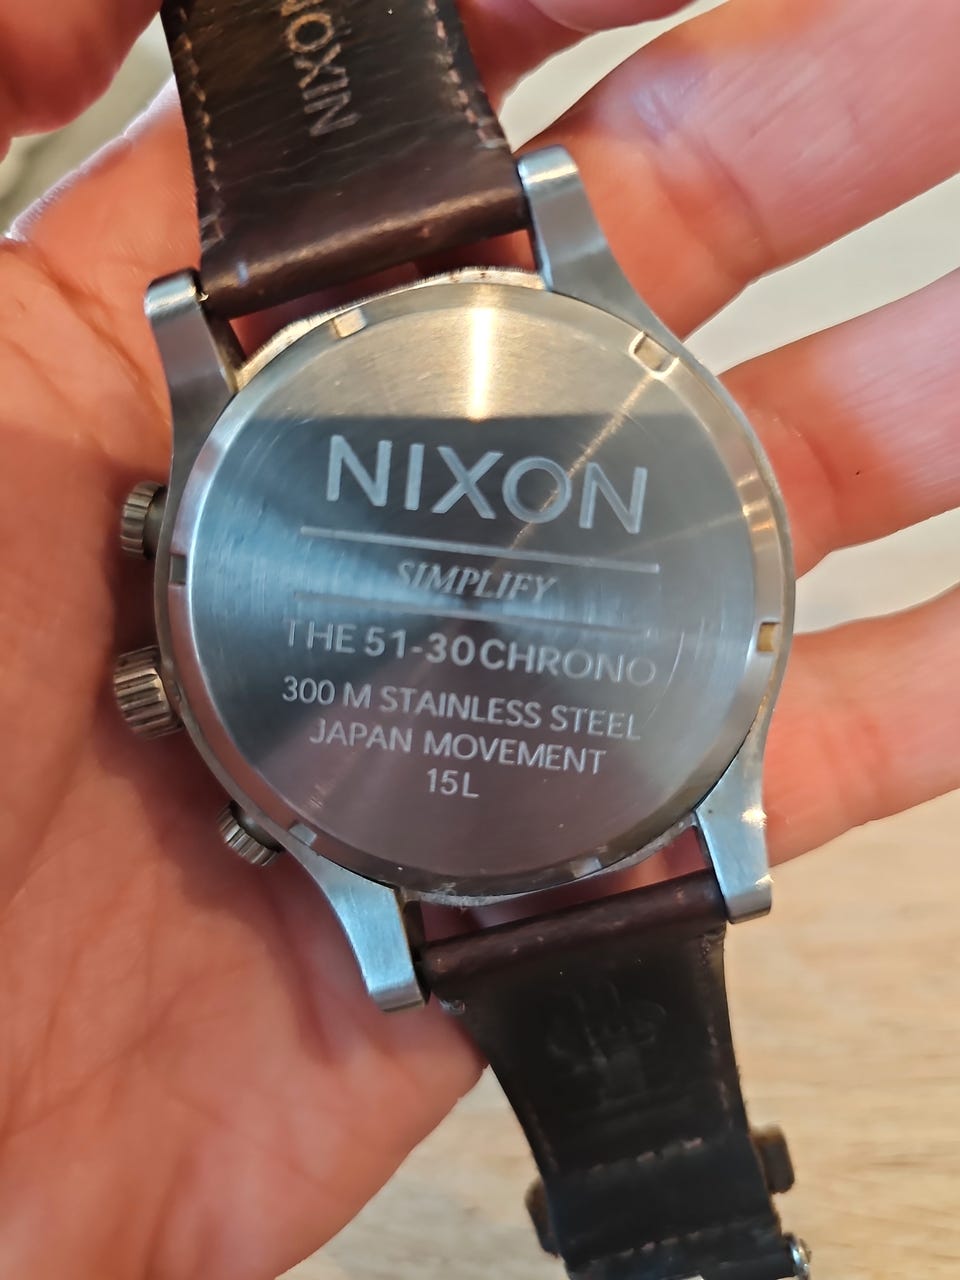 NIXON
NIXON
SIMPLIFY
THE 51-30 CHRONO
300 M STAINLESS STEEL
JAPAN MOVEMENT
15L